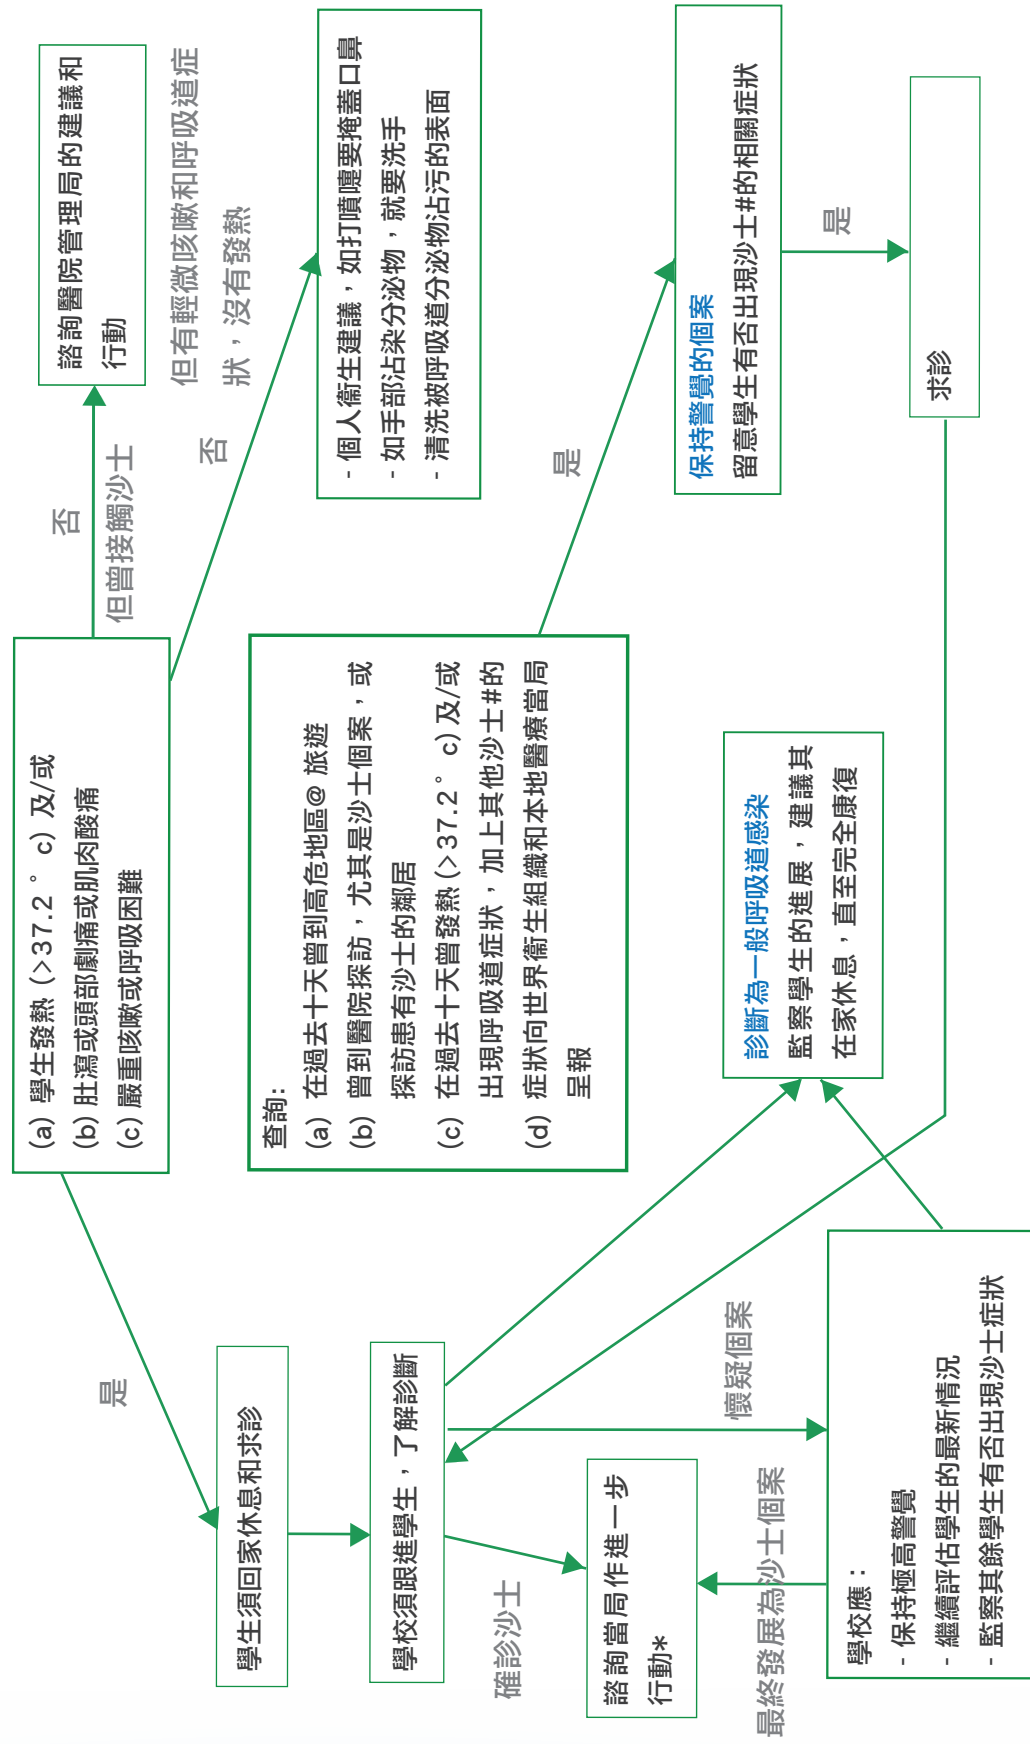 (a) 學生發熱 (>37.2° c) 及/或
(b) 肚瀉或頭部劇痛或肌肉酸痛
(c) 嚴重咳嗽或呼吸困難
否
但曾接觸沙士
諮詢醫院管理局的建議和
行動
否
但有輕微咳嗽和呼吸道症
狀，沒有發熱
- 個人衞生建議，如打噴嚏要掩蓋口鼻
- 如手部沾染分泌物，就要洗手
- 清洗被呼吸道分泌物沾污的表面
是
學生須回家休息和求診
學校須跟進學生，了解診斷
查詢:
(a) 在過去十天曾到高危地區@ 旅遊
(b) 曾到醫院探訪，尤其是沙士個案，或
探訪患有沙士的鄰居
(c) 在過去十天曾發熱 (>37.2° c) 及/或
出現呼吸道症狀，加上其他沙士#的
(d) 症狀向世界衞生組織和本地醫療當局
呈報
是
保持警覺的個案
留意學生有否出現沙士#的相關症狀
是
求診
確診沙士
諮詢當局作進一步
行動*
懷疑個案
診斷為一般呼吸道感染
監察學生的進展，建議其
在家休息，直至完全康復
最終發展為沙士個案
學校應：
- 保持極高警覺
- 繼續評估學生的最新情況
- 監察其餘學生有否出現沙士症狀